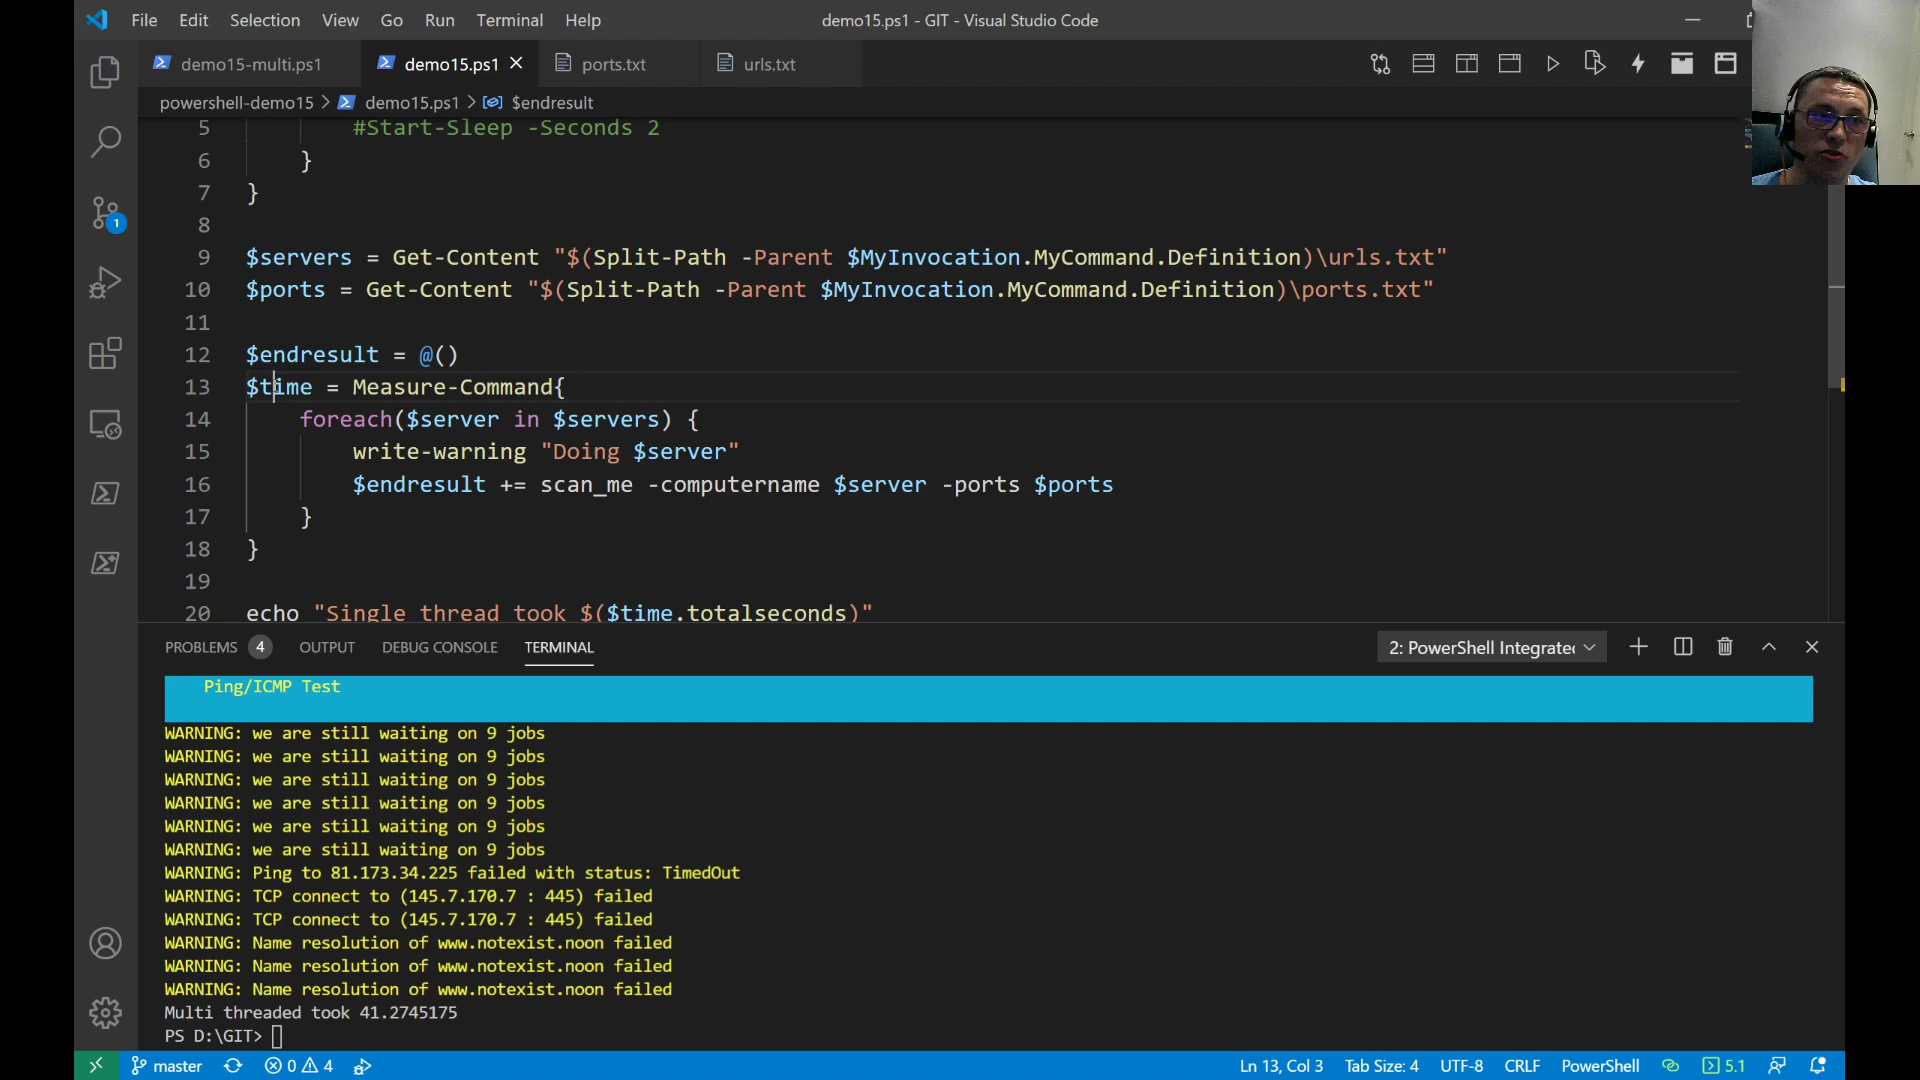 File Edit Selection View Go Run Terminal Help demo15.ps1 - GIT - Visual Studio Code
demo15-multi.ps1 demo15.ps1 ports.txt urls.txt
powershell-demo15 > demo15.ps1 > $endresult
5 #Start-Sleep -Seconds 2
6 }
7 }
8
9 $servers = Get-Content "$(Split-Path -Parent $MyInvocation.MyCommand.Definition)\urls.txt"
10 $ports = Get-Content "$(Split-Path -Parent $MyInvocation.MyCommand.Definition)\ports.txt"
11
12 $endresult = @()
13 $time = Measure-Command{
14 foreach($server in $servers) {
15 write-warning "Doing $server"
16 $endresult += scan_me -computername $server -ports $ports
17 }
18 }
19
20 echo "Single thread took $($time.totalseconds)"
PROBLEMS 4 OUTPUT DEBUG CONSOLE TERMINAL 2: PowerShell Integrate
Ping/ICMP Test
WARNING: we are still waiting on 9 jobs
WARNING: we are still waiting on 9 jobs
WARNING: we are still waiting on 9 jobs
WARNING: we are still waiting on 9 jobs
WARNING: we are still waiting on 9 jobs
WARNING: we are still waiting on 9 jobs
WARNING: Ping to 81.173.34.225 failed with status: TimedOut
WARNING: TCP connect to (145.7.170.7 : 445) failed
WARNING: TCP connect to (145.7.170.7 : 445) failed
WARNING: Name resolution of www.notexist.noon failed
WARNING: Name resolution of www.notexist.noon failed
WARNING: Name resolution of www.notexist.noon failed
Multi threaded took 41.2745175
PS D:\GIT>
1
master 0 4 Ln 13, Col 3 Tab Size: 4 UTF-8 CRLF PowerShell 5.1